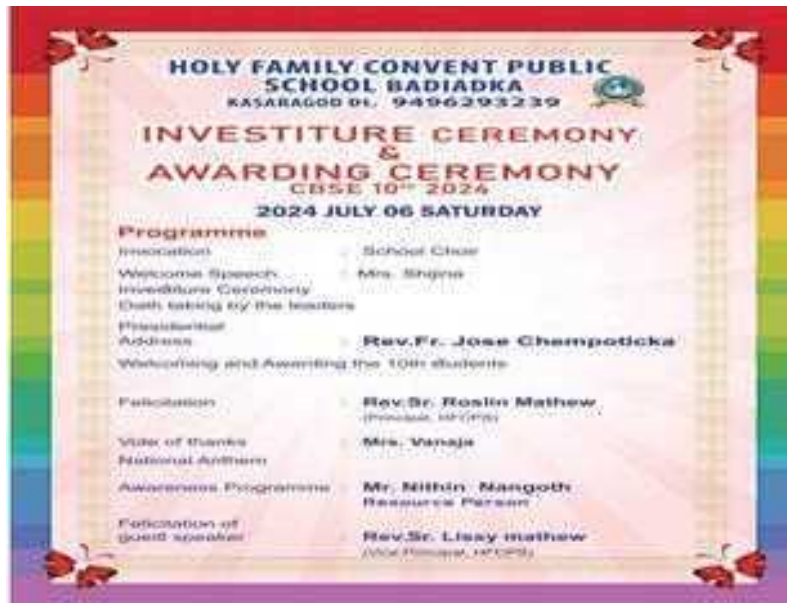 HOLY FAMILY CONVENT PUBLIC
SCHOOL BADIADKA
KASARAGOD DT. 9496293239
INVESTITURE CEREMONY
&
AWARDING CEREMONY
CBSE 10TH 2024
2024 JULY 06 SATURDAY
Programme
Invocation : School Choir
Welcome Speech : Mrs. Shijina
Inveditture Ceremony
Oath taking by the leaders
Presidential
Address : Rev.Fr. Jose Chempoticka
Welcoming and Awarding the 10th students
Felicitation : Rev.Sr. Roslin Mathew
(Principal, HFCPS)
Vote of thanks : Mrs. Vanaja
National Anthem
Awareness Programme : Mr. Nithin Nangoth
Resource Person
Felicitation of
guest speaker : Rev.Sr. Lissy mathew
(Vice Principal, HFCPS)